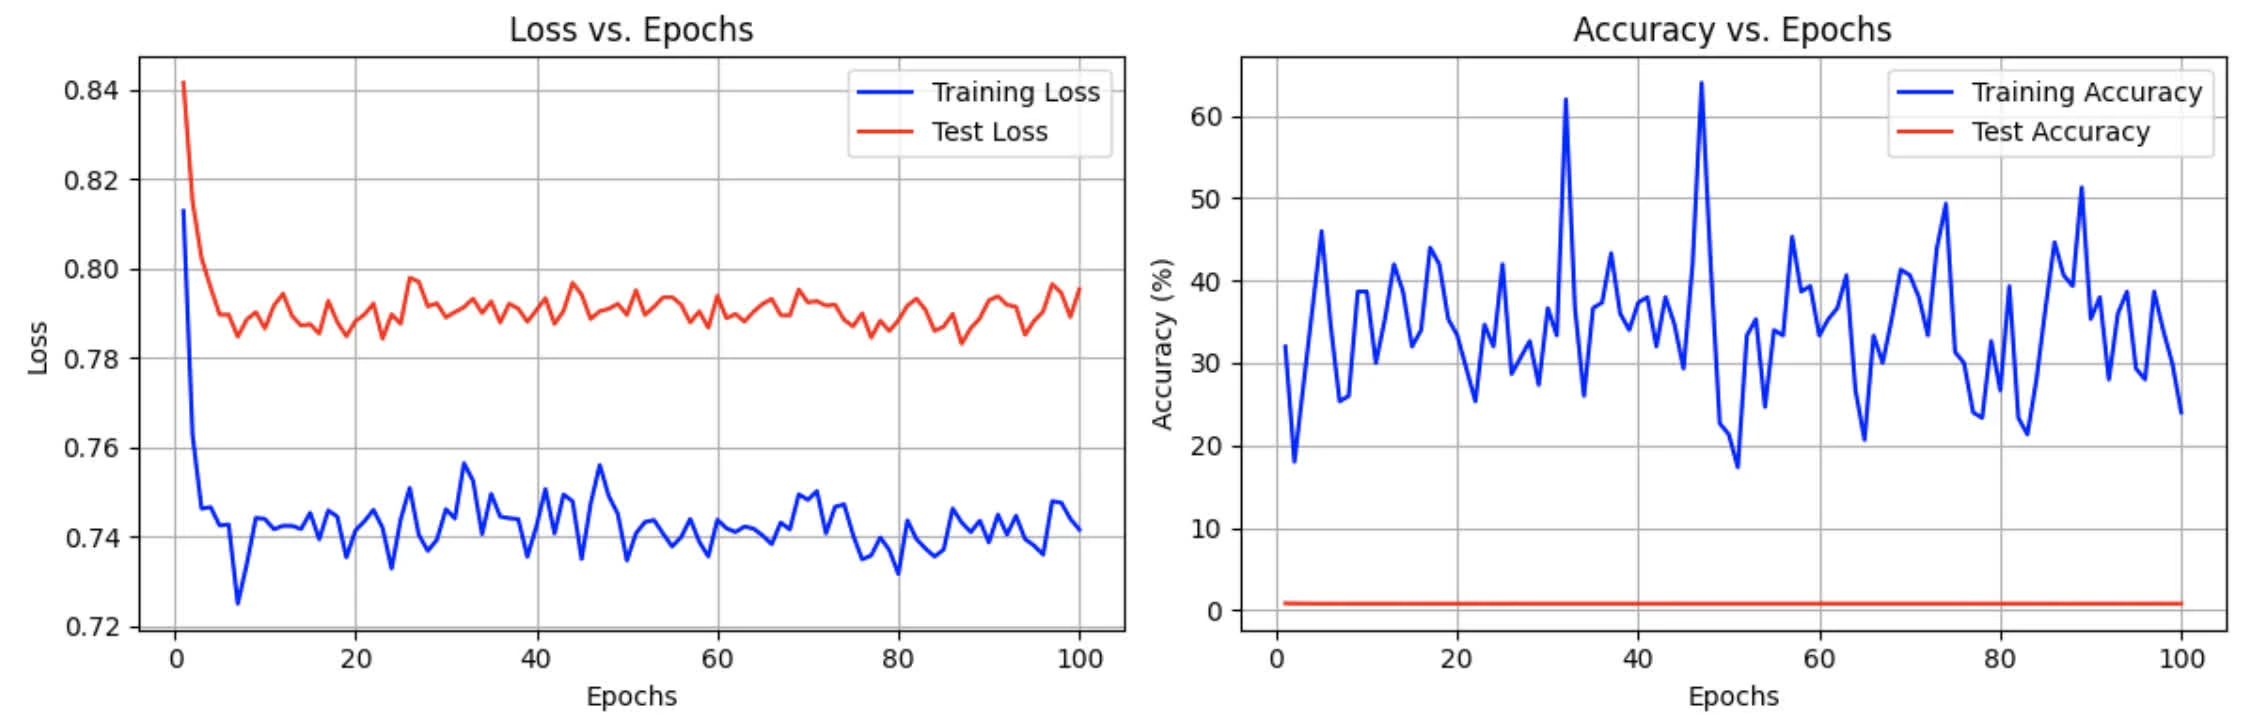 Loss vs. Epochs
Training Loss
Test Loss
0.84
0.82
0.80
0.78
0.76
0.74
0.72
Loss
0 20 40 60 80 100
Epochs
Accuracy vs. Epochs
Training Accuracy
Test Accuracy
60
50
40
30
20
10
0
Accuracy (%)
0 20 40 60 80 100
Epochs